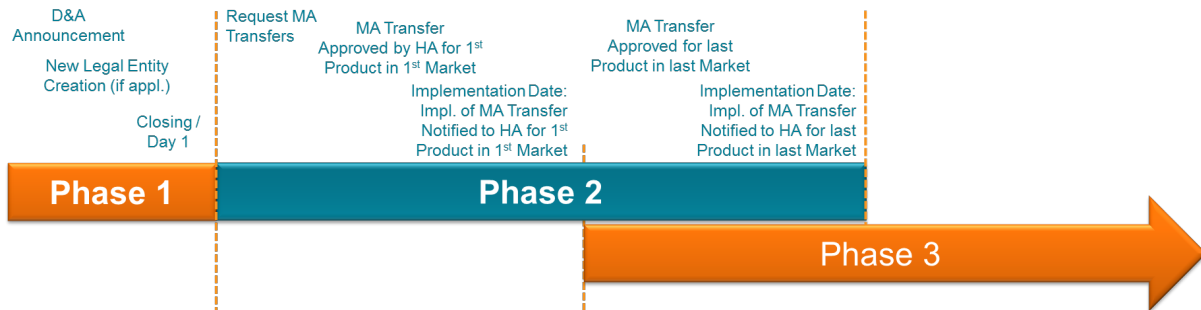 D&A
Announcement
New Legal Entity
Creation (if appl.)
Closing /
Day 1
Request MA
Transfers
MA Transfer
Approved by HA for 1st
Product in 1st Market
Implementation Date:
Impl. of MA Transfer
Notified to HA for 1st
Product in 1st Market
MA Transfer
Approved for last
Product in last Market
Implementation Date:
Impl. of MA Transfer
Notified to HA for last
Product in last Market
Phase 1
Phase 2
Phase 3